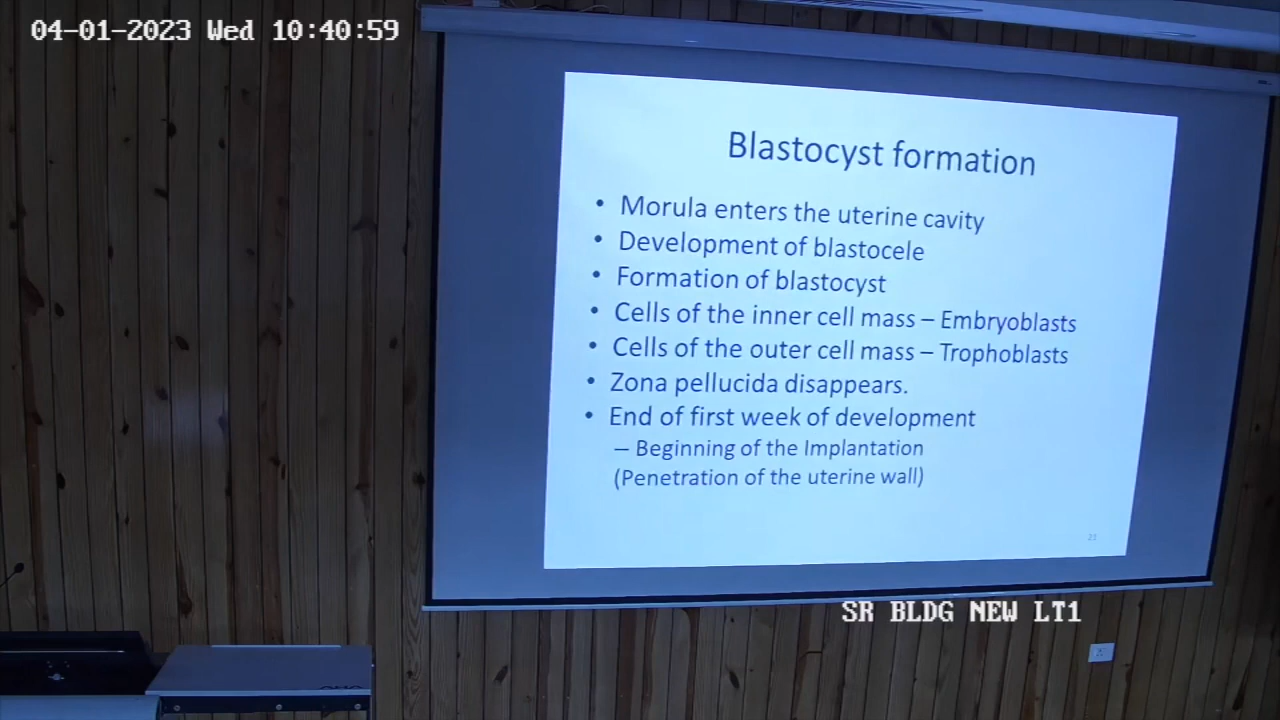 04-01-2023 Wed 10:40:59
Blastocyst formation
• Morula enters the uterine cavity
• Development of blastocele
• Formation of blastocyst
• Cells of the inner cell mass – Embryoblasts
• Cells of the outer cell mass – Trophoblasts
• Zona pellucida disappears.
• End of first week of development
– Beginning of the Implantation
(Penetration of the uterine wall)
23
SR BLDG NEW LT1